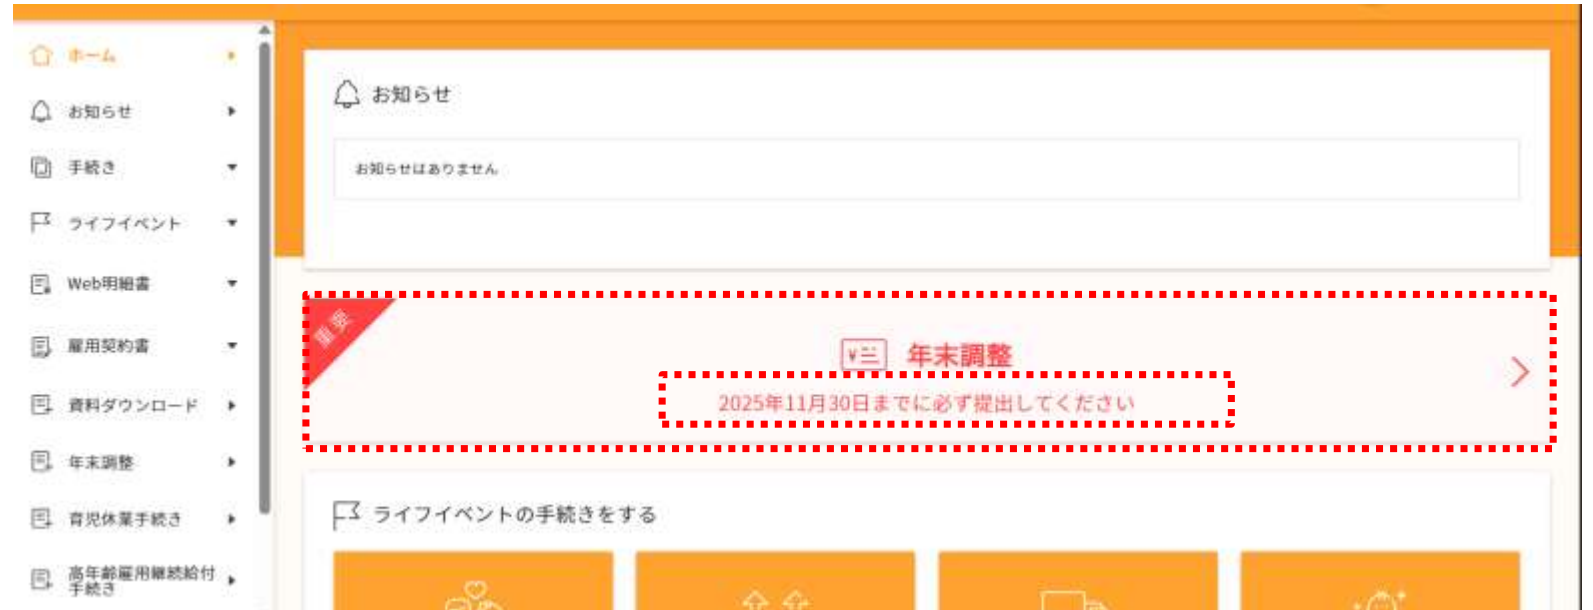 ホーム
お知らせ
手続き
ライフイベント
Web明細書
雇用契約書
資料ダウンロード
年末調整
育児休業手続き
高年齢雇用継続給付
手続き
お知らせ
お知らせはありません
重要
年末調整
2025年11月30日までに必ず提出してください
ライフイベントの手続きをする